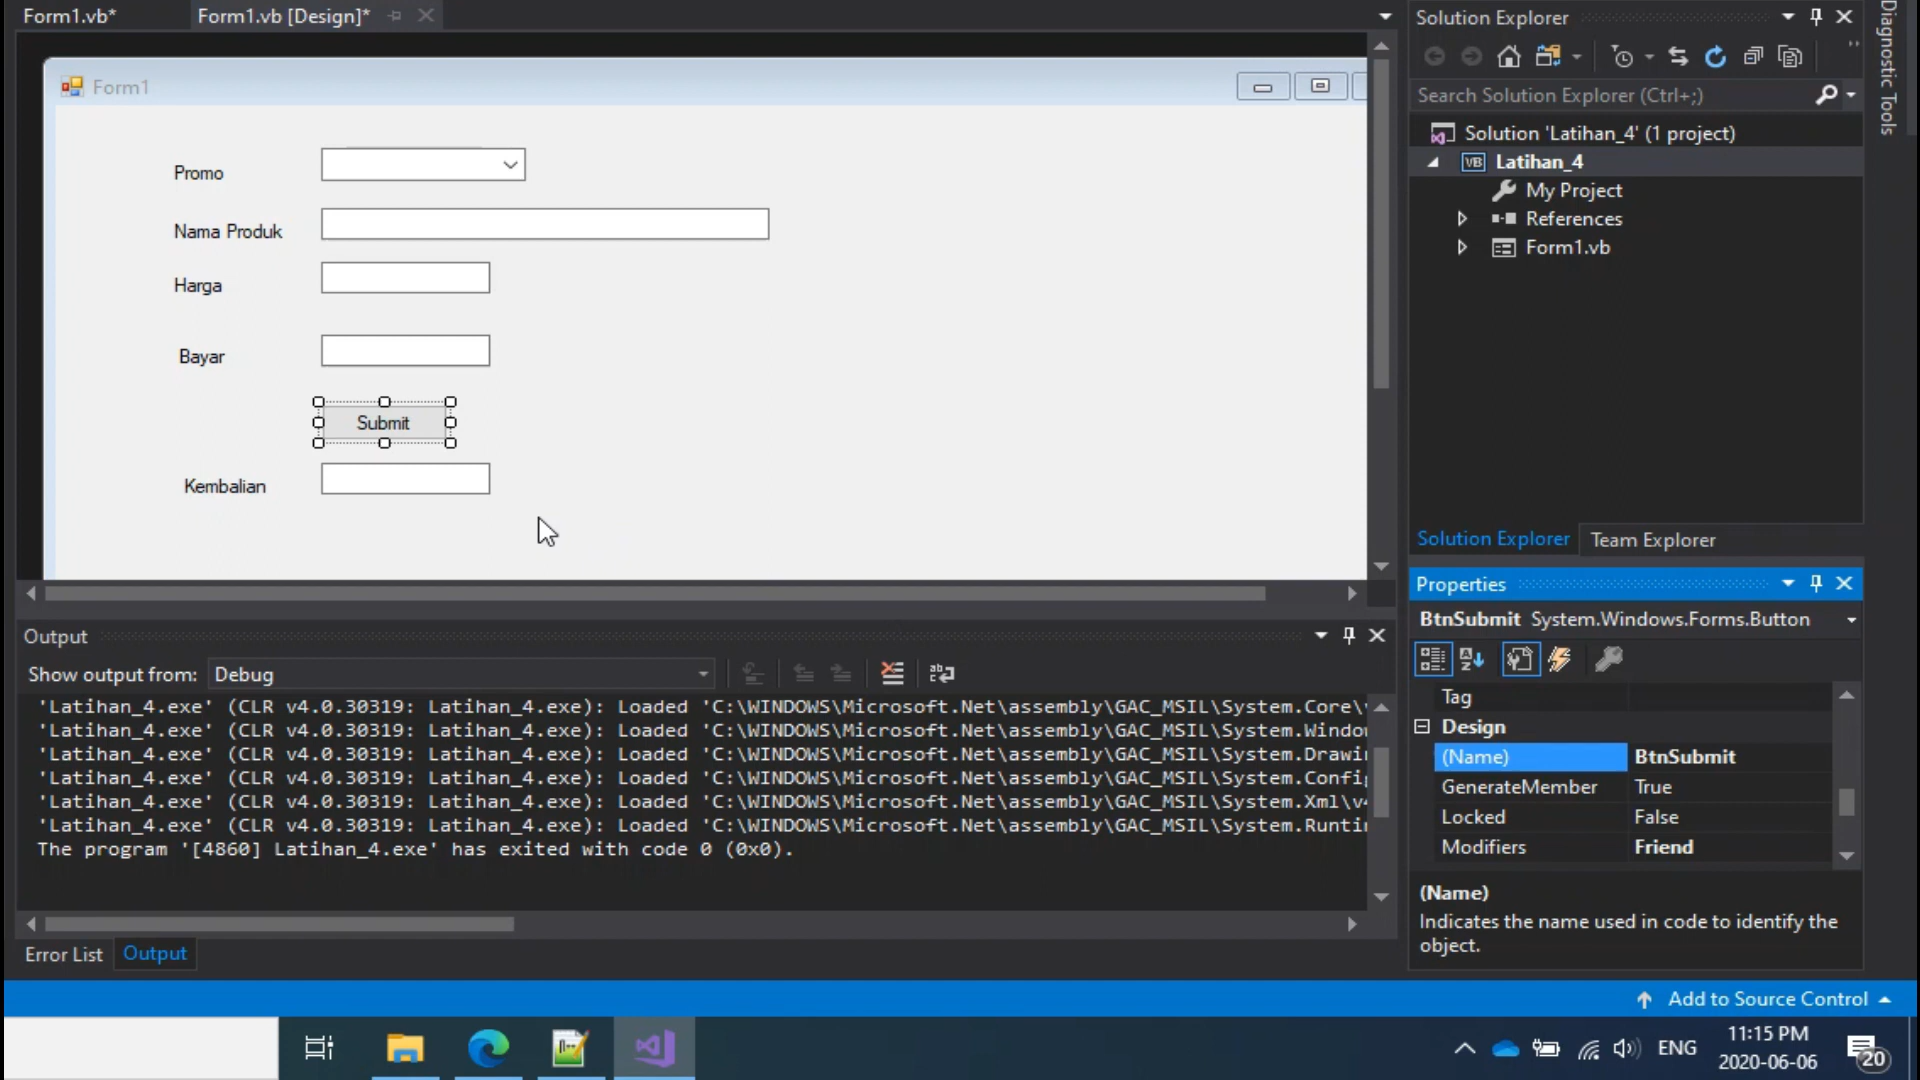 Form1.vb*
Form1.vb [Design]*
Form1
Promo
Nama Produk
Harga
Bayar
Submit
Kembalian
Output
Show output from: Debug
'Latihan_4.exe' (CLR v4.0.30319: Latihan_4.exe): Loaded 'C:\WINDOWS\Microsoft.Net\assembly\GAC_MSIL\System.Core\
'Latihan_4.exe' (CLR v4.0.30319: Latihan_4.exe): Loaded 'C:\WINDOWS\Microsoft.Net\assembly\GAC_MSIL\System.Windo
'Latihan_4.exe' (CLR v4.0.30319: Latihan_4.exe): Loaded 'C:\WINDOWS\Microsoft.Net\assembly\GAC_MSIL\System.Drawi
'Latihan_4.exe' (CLR v4.0.30319: Latihan_4.exe): Loaded 'C:\WINDOWS\Microsoft.Net\assembly\GAC_MSIL\System.Config
'Latihan_4.exe' (CLR v4.0.30319: Latihan_4.exe): Loaded 'C:\WINDOWS\Microsoft.Net\assembly\GAC_MSIL\System.Xml\v4
'Latihan_4.exe' (CLR v4.0.30319: Latihan_4.exe): Loaded 'C:\WINDOWS\Microsoft.Net\assembly\GAC_MSIL\System.Runtim
The program '[4860] Latihan_4.exe' has exited with code 0 (0x0).
Error List
Output
Solution Explorer
Search Solution Explorer (Ctrl+;)
Solution 'Latihan_4' (1 project)
VB Latihan_4
My Project
References
Form1.vb
Solution Explorer
Team Explorer
Properties
BtnSubmit System.Windows.Forms.Button
Tag
Design
(Name) BtnSubmit
GenerateMember True
Locked False
Modifiers Friend
(Name)
Indicates the name used in code to identify the
object.
Diagnostic Tools
Add to Source Control
ENG
11:15 PM
2020-06-06
20